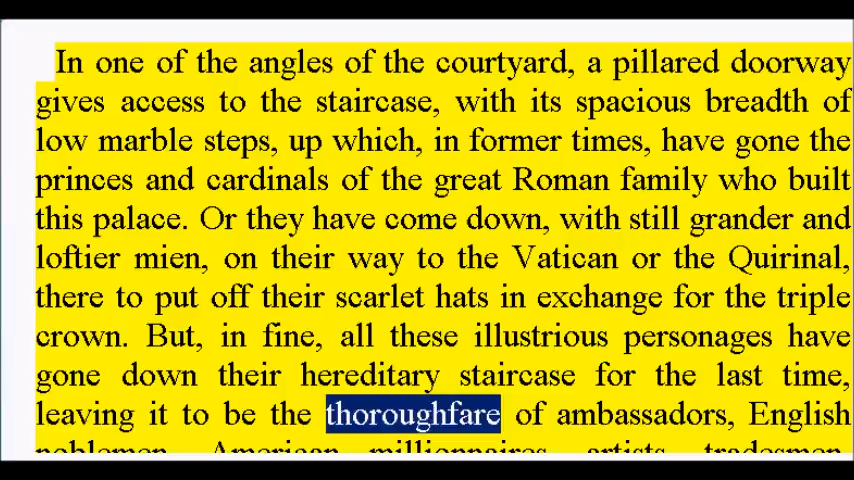 In one of the angles of the courtyard, a pillared doorway
gives access to the staircase, with its spacious breadth of
low marble steps, up which, in former times, have gone the
princes and cardinals of the great Roman family who built
this palace. Or they have come down, with still grander and
loftier mien, on their way to the Vatican or the Quirinal,
there to put off their scarlet hats in exchange for the triple
crown. But, in fine, all these illustrious personages have
gone down their hereditary staircase for the last time,
leaving it to be the thoroughfare of ambassadors, English
noblemen, American millionnaires, artists, tradesmen,